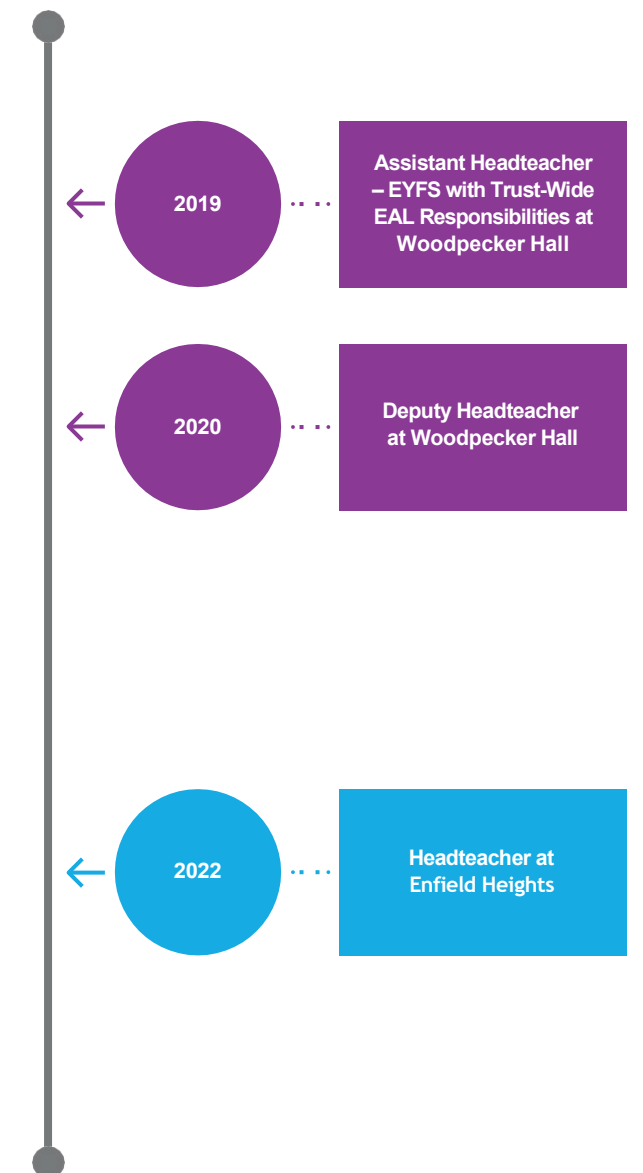 2019
Assistant Headteacher
– EYFS with Trust-Wide
EAL Responsibilities at
Woodpecker Hall
2020
Deputy Headteacher
at Woodpecker Hall
2022
Headteacher at
Enfield Heights